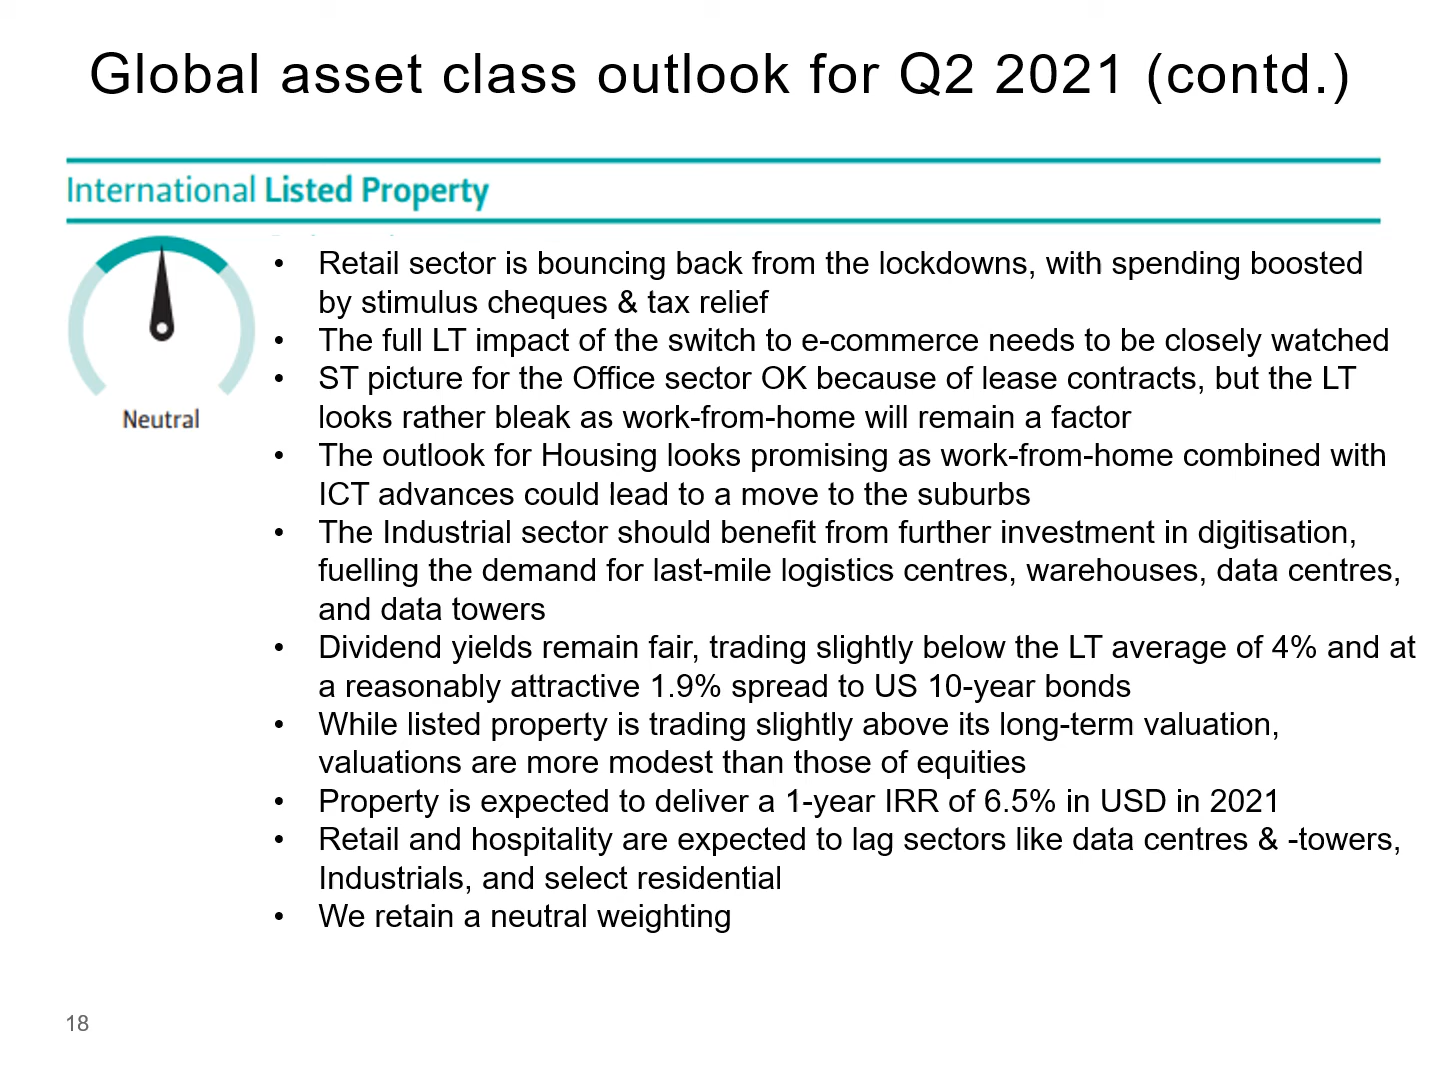 Global asset class outlook for Q2 2021 (contd.)
International Listed Property
Neutral
• Retail sector is bouncing back from the lockdowns, with spending boosted
by stimulus cheques & tax relief
• The full LT impact of the switch to e-commerce needs to be closely watched
• ST picture for the Office sector OK because of lease contracts, but the LT
looks rather bleak as work-from-home will remain a factor
• The outlook for Housing looks promising as work-from-home combined with
ICT advances could lead to a move to the suburbs
• The Industrial sector should benefit from further investment in digitisation,
fuelling the demand for last-mile logistics centres, warehouses, data centres,
and data towers
• Dividend yields remain fair, trading slightly below the LT average of 4% and at
a reasonably attractive 1.9% spread to US 10-year bonds
• While listed property is trading slightly above its long-term valuation,
valuations are more modest than those of equities
• Property is expected to deliver a 1-year IRR of 6.5% in USD in 2021
• Retail and hospitality are expected to lag sectors like data centres & -towers,
Industrials, and select residential
• We retain a neutral weighting
18